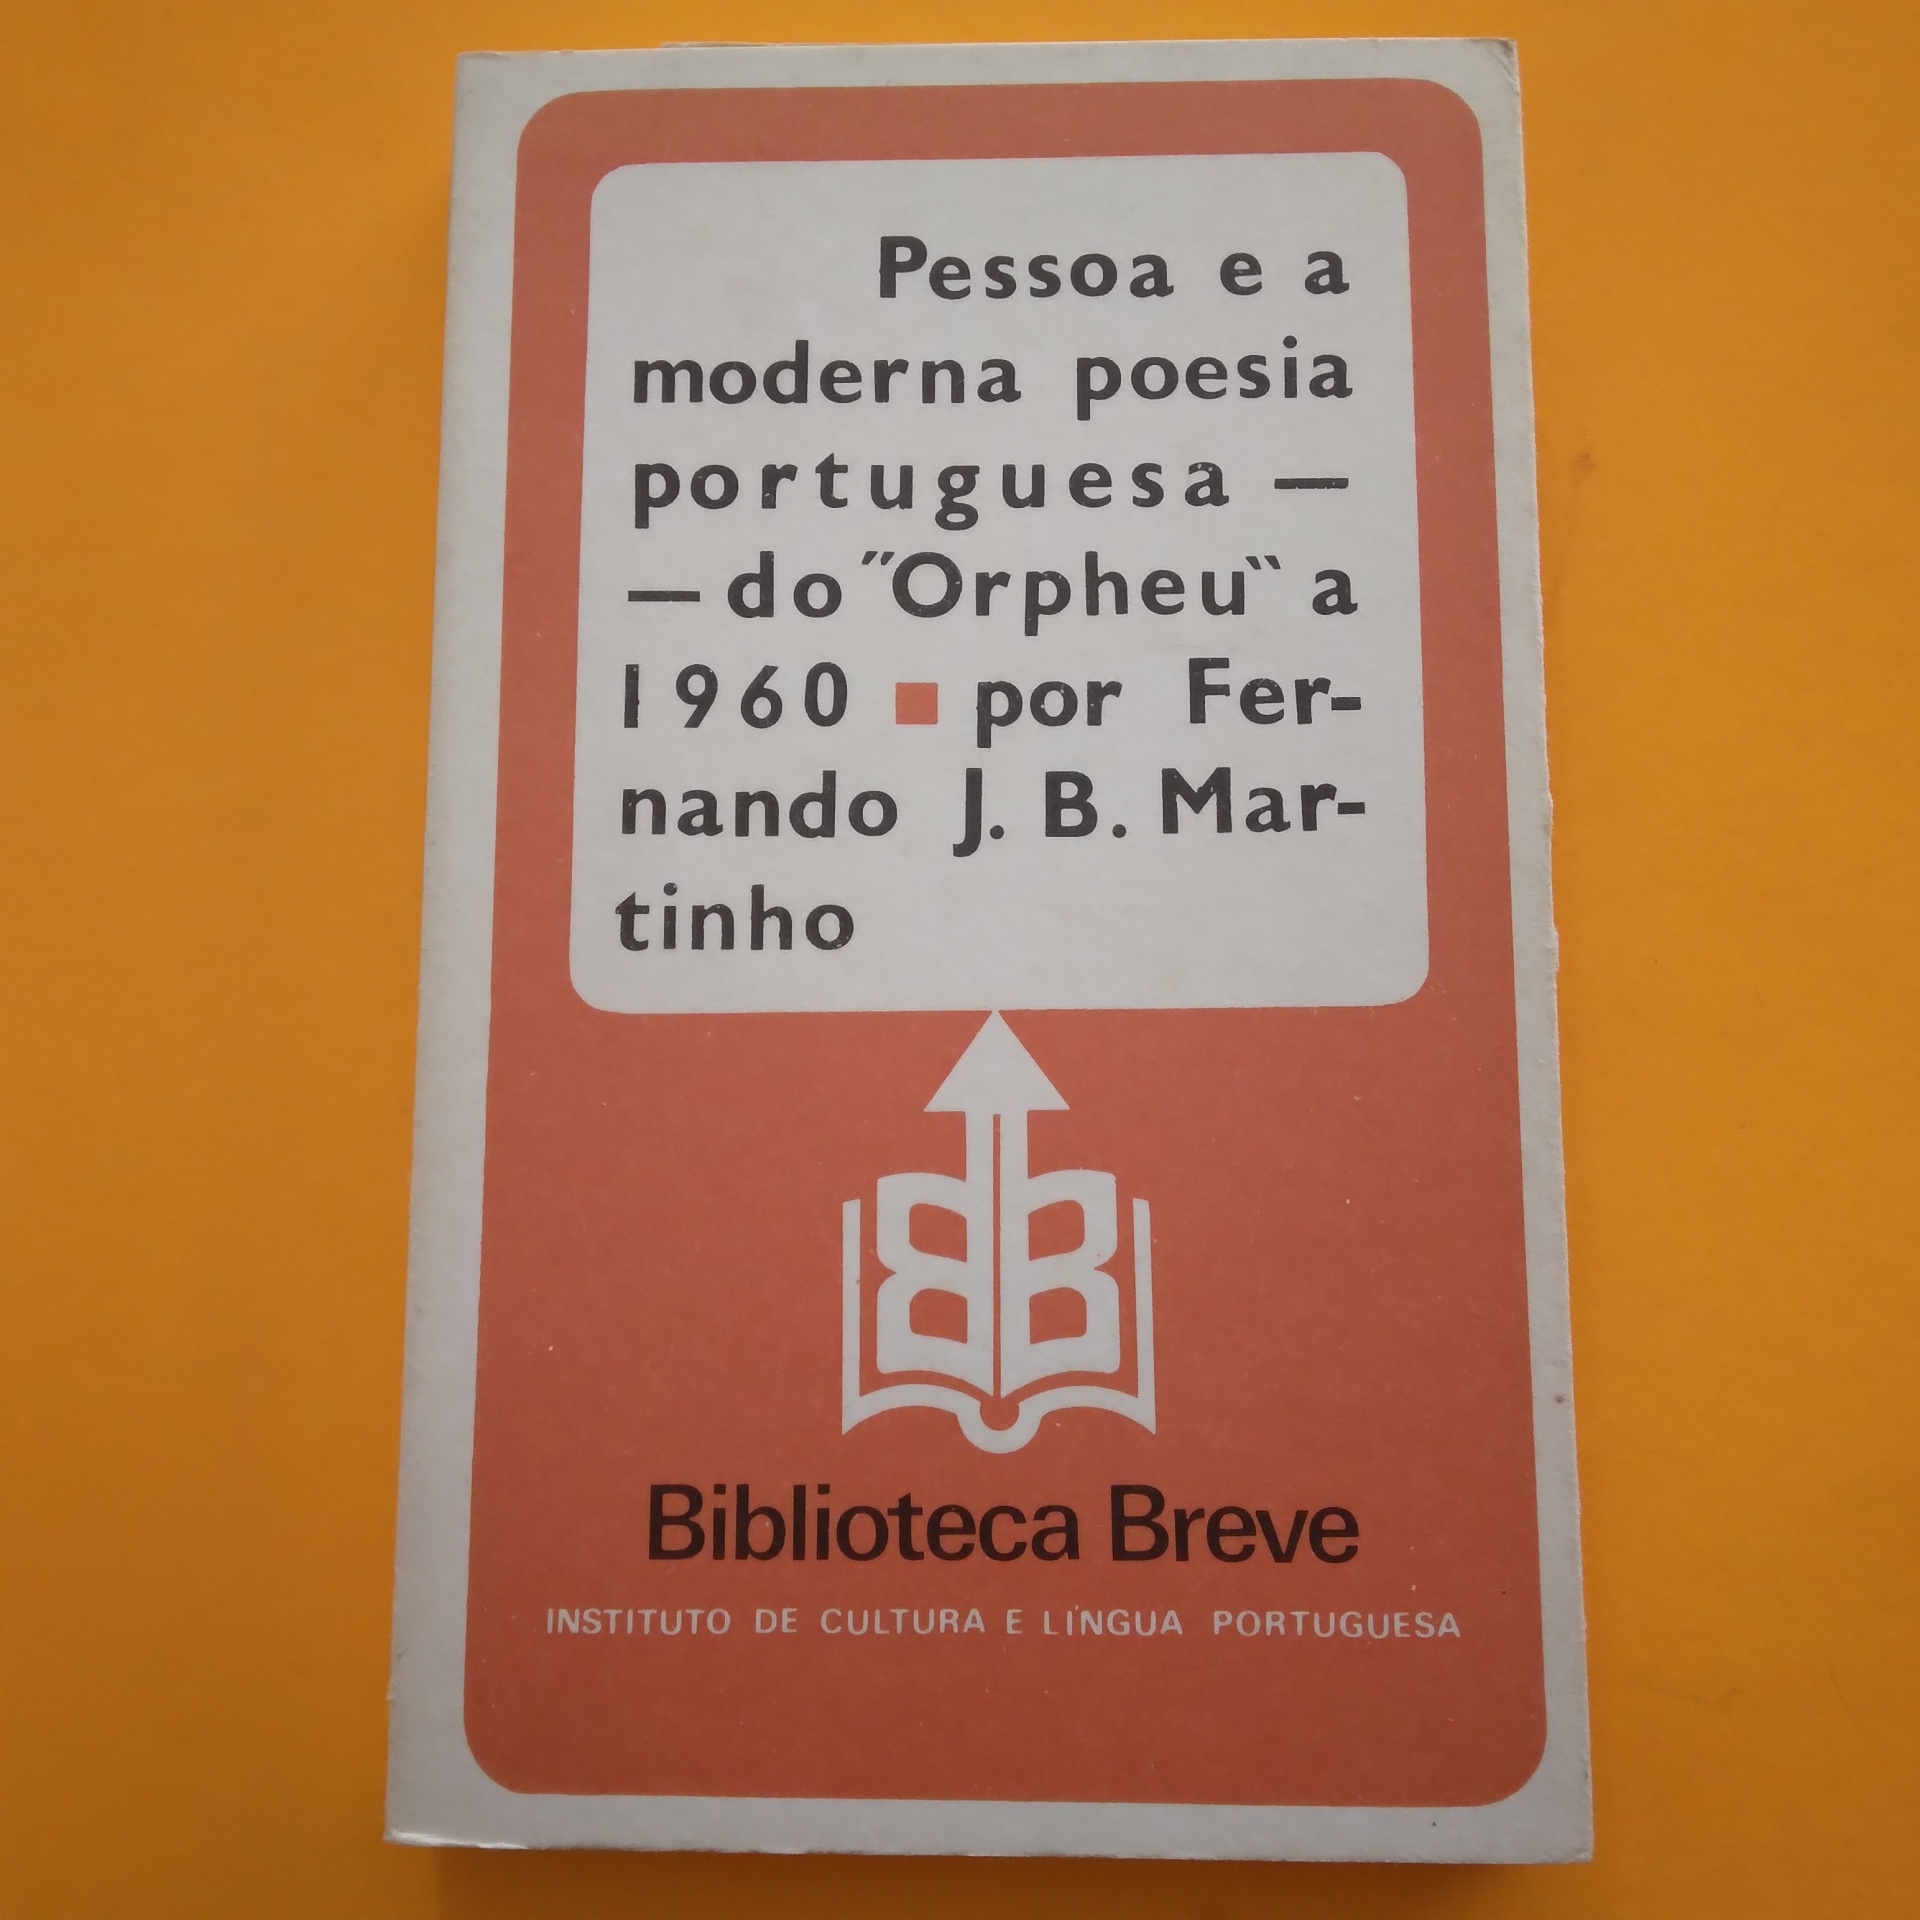 Pessoa e a
moderna poesia
portuguesa —
— do "Orpheu" a
1960 ■ por Fer-
nando J. B. Mar-
tinho
BB
Biblioteca Breve
INSTITUTO DE CULTURA E LÍNGUA PORTUGUESA